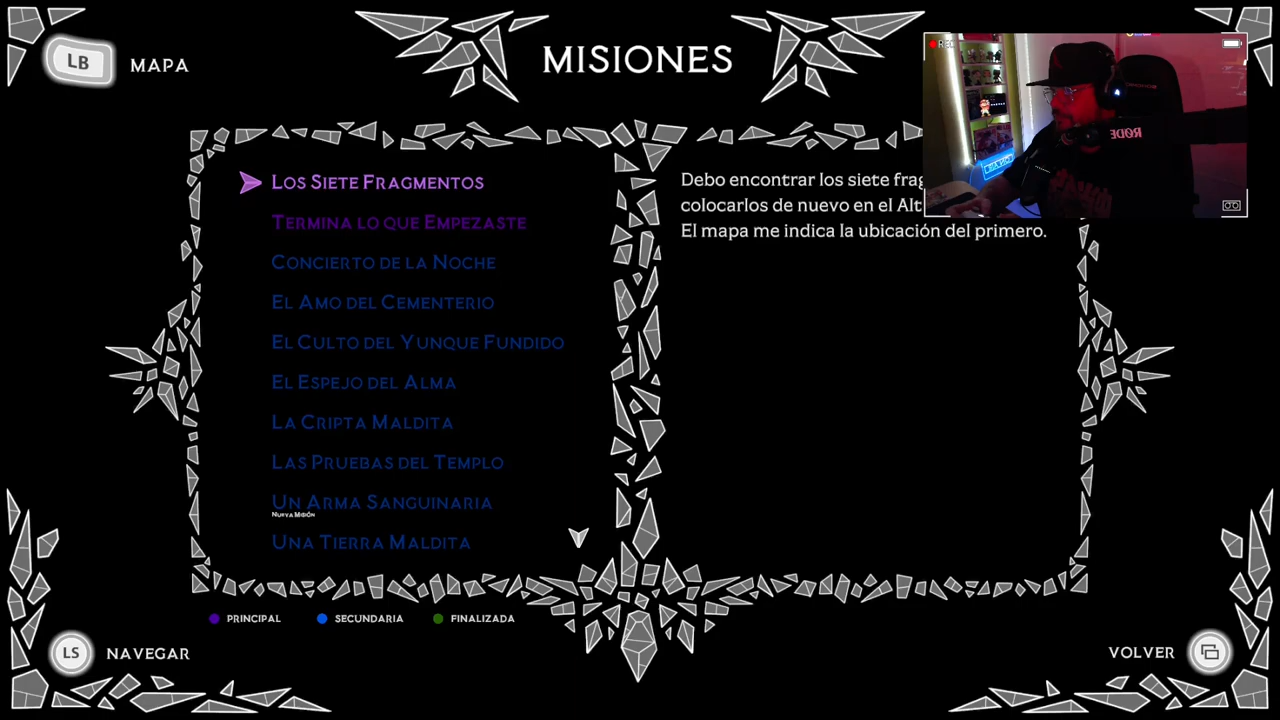 LB
MAPA
MISIONES
REC
RØDE
LOS SIETE FRAGMENTOS
TERMINA LO QUE EMPEZASTE
CONCIERTO DE LA NOCHE
EL AMO DEL CEMENTERIO
EL CULTO DEL YUNQUE FUNDIDO
EL ESPEJO DEL ALMA
LA CRIPTA MALDITA
LAS PRUEBAS DEL TEMPLO
UN ARMA SANGUINARIA
NUEVA MISIÓN
UNA TIERRA MALDITA
Debo encontrar los siete frag
colocarlos de nuevo en el Alt
El mapa me indica la ubicación del primero.
PRINCIPAL
SECUNDARIA
FINALIZADA
LS
NAVEGAR
VOLVER